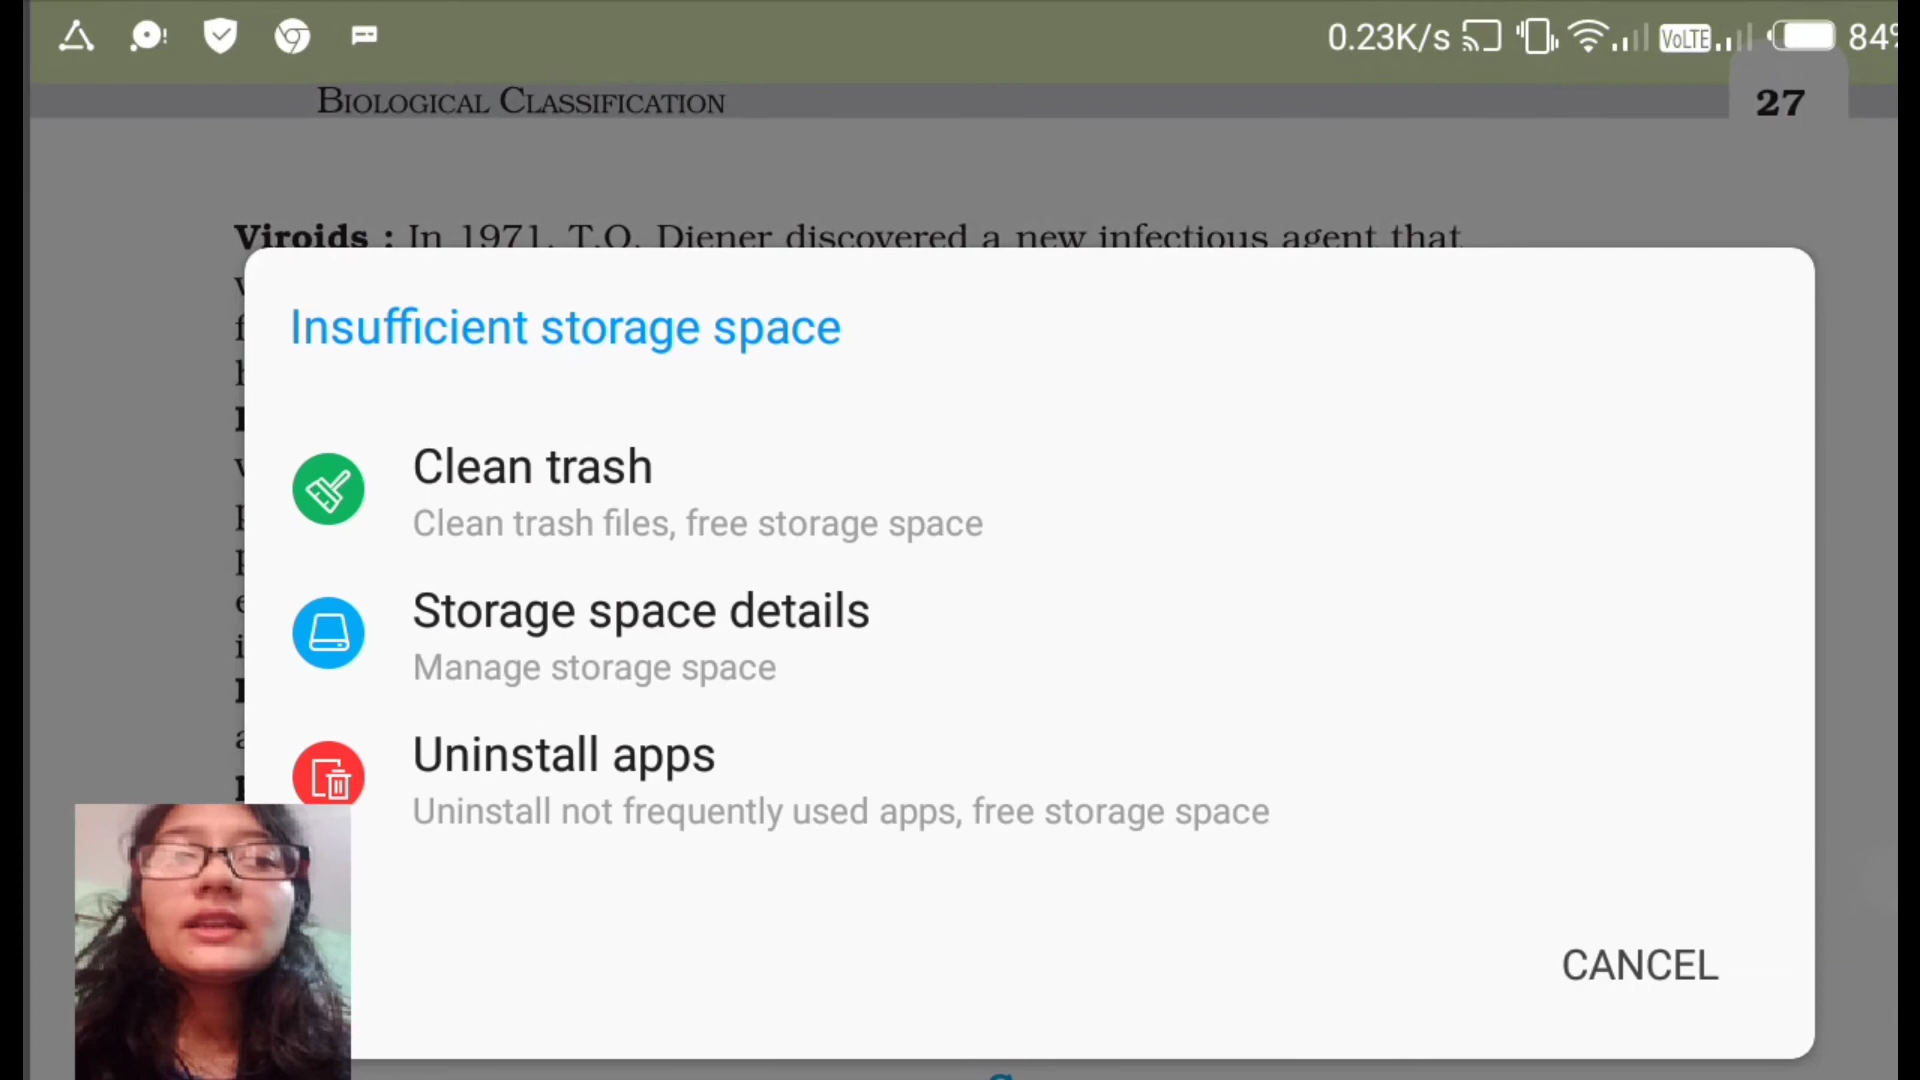 0.23K/s VoLTE 84%
BIOLOGICAL CLASSIFICATION 27
Viroids : In 1971, T.O. Diener discovered a new infectious agent that
Insufficient storage space
Clean trash
Clean trash files, free storage space
Storage space details
Manage storage space
Uninstall apps
Uninstall not frequently used apps, free storage space
CANCEL